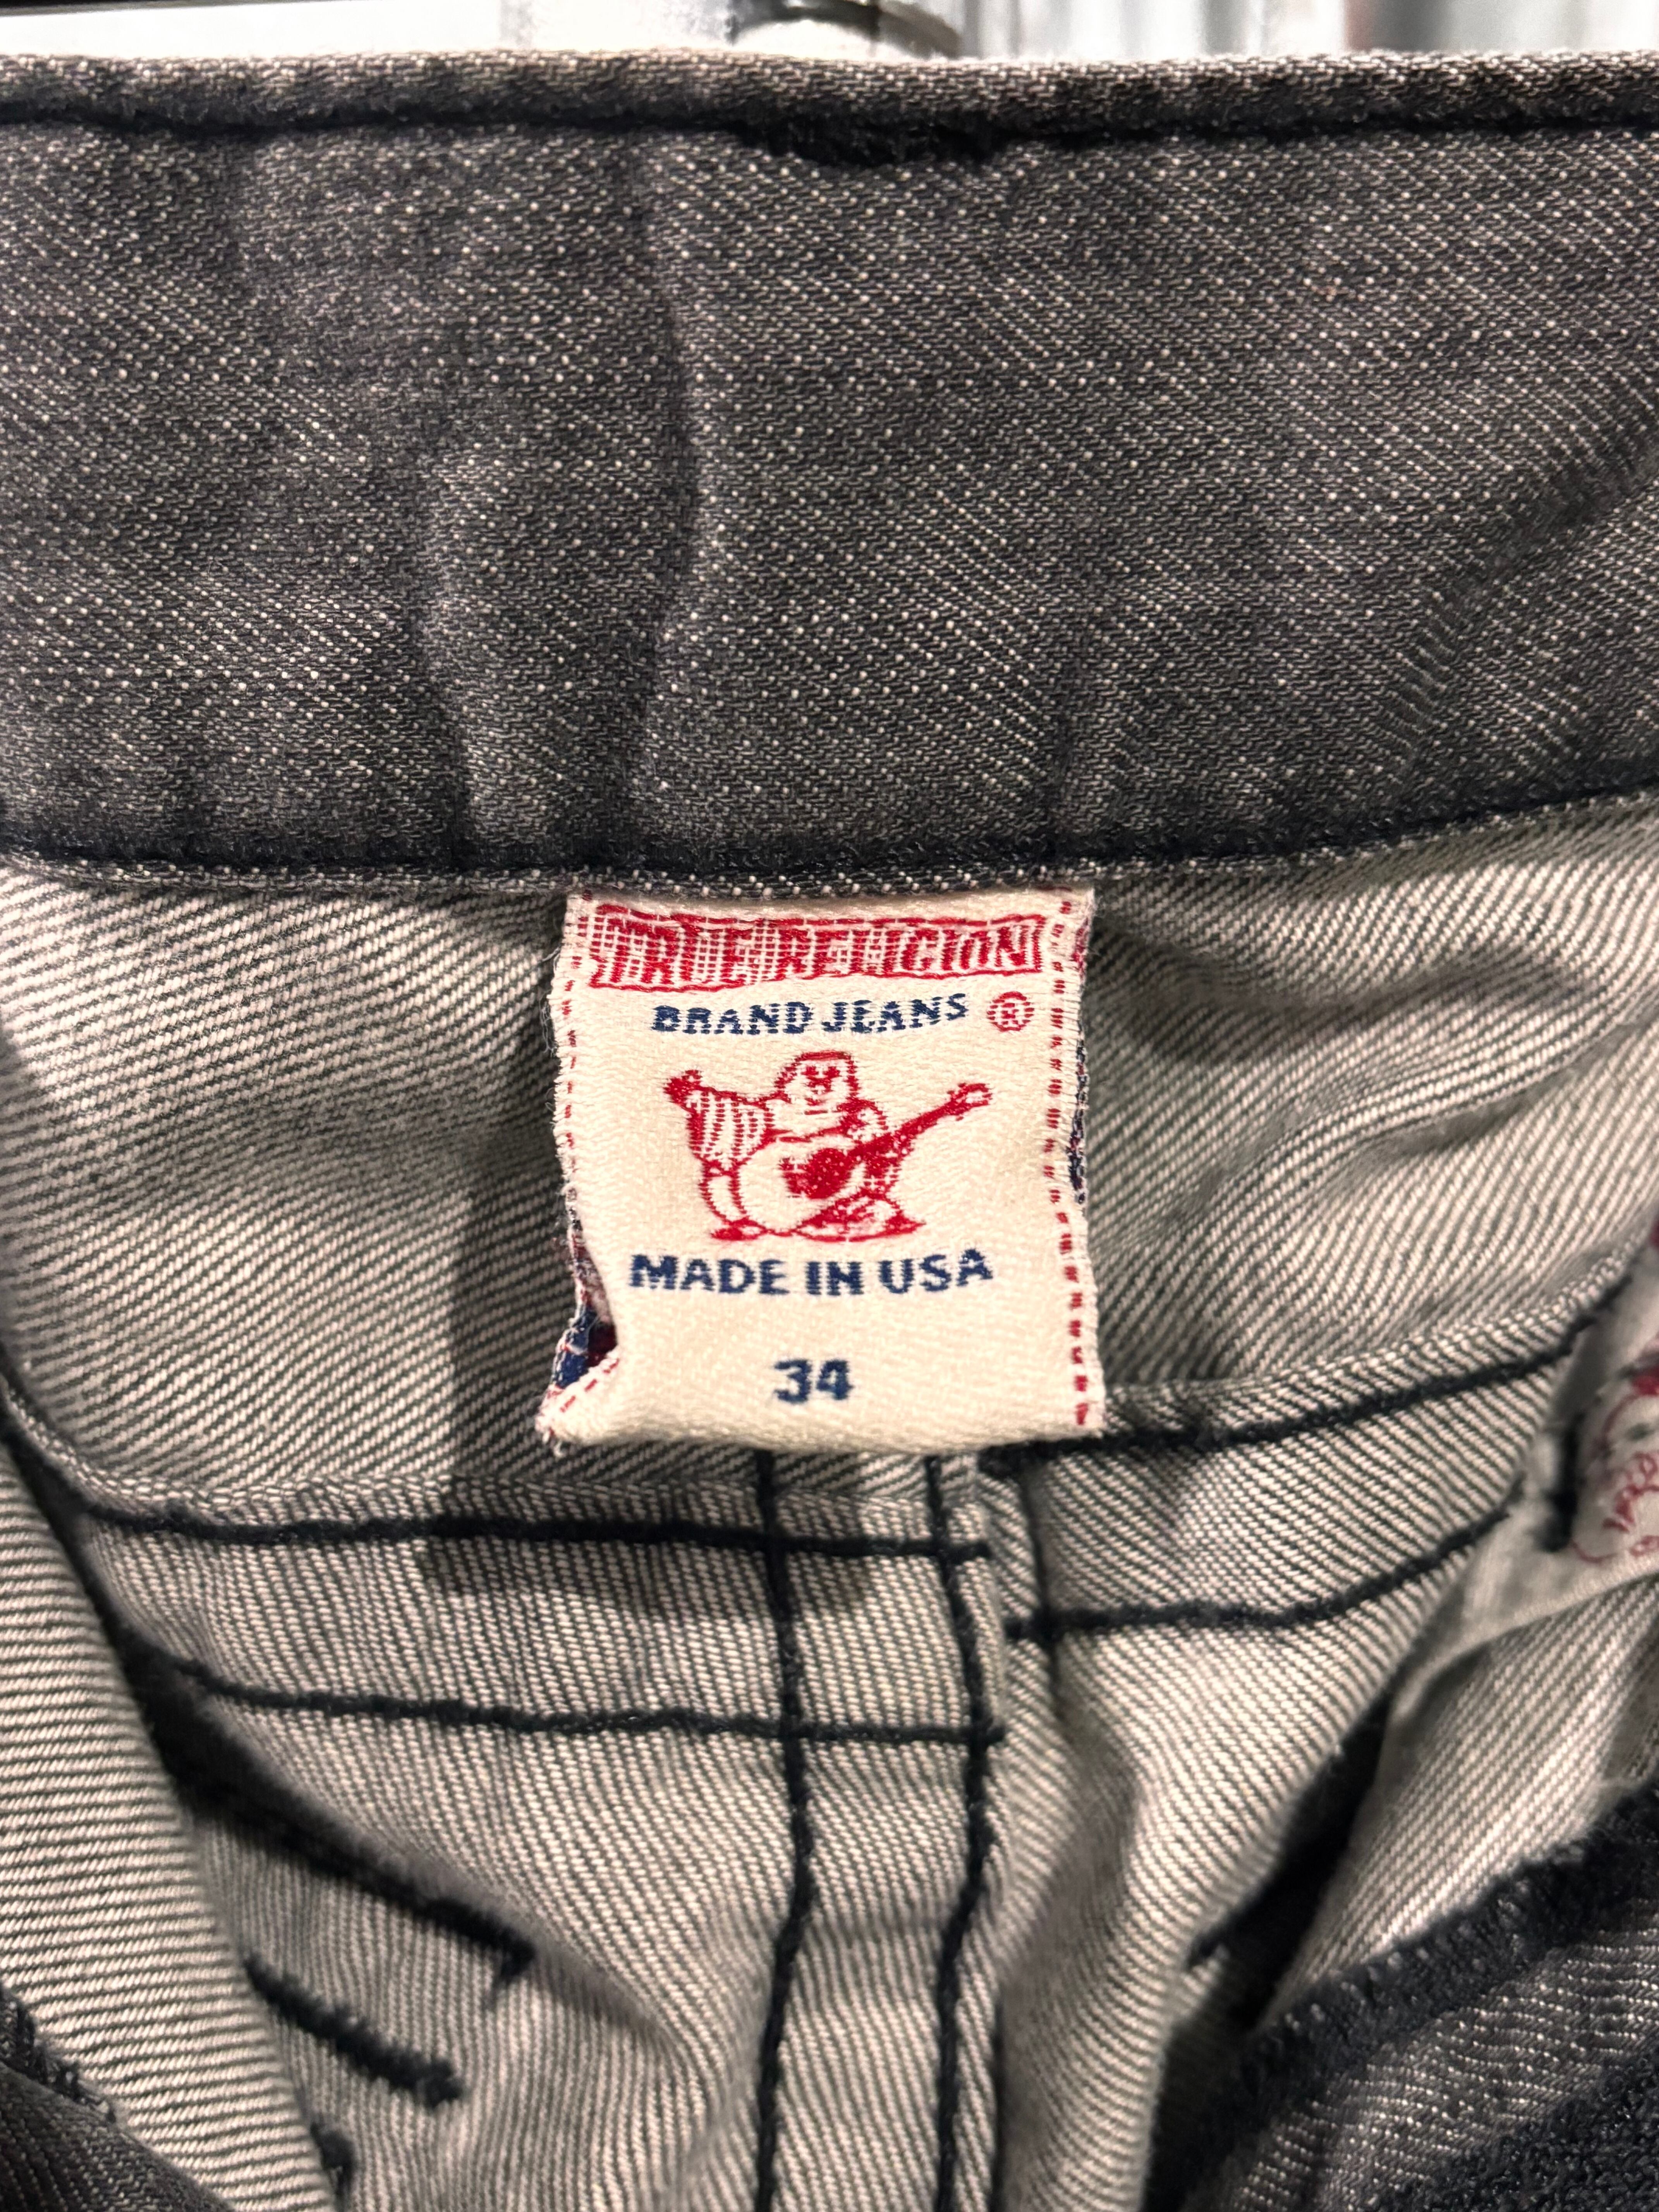 TRUE RELIGION
BRAND JEANS ®
MADE IN USA
34